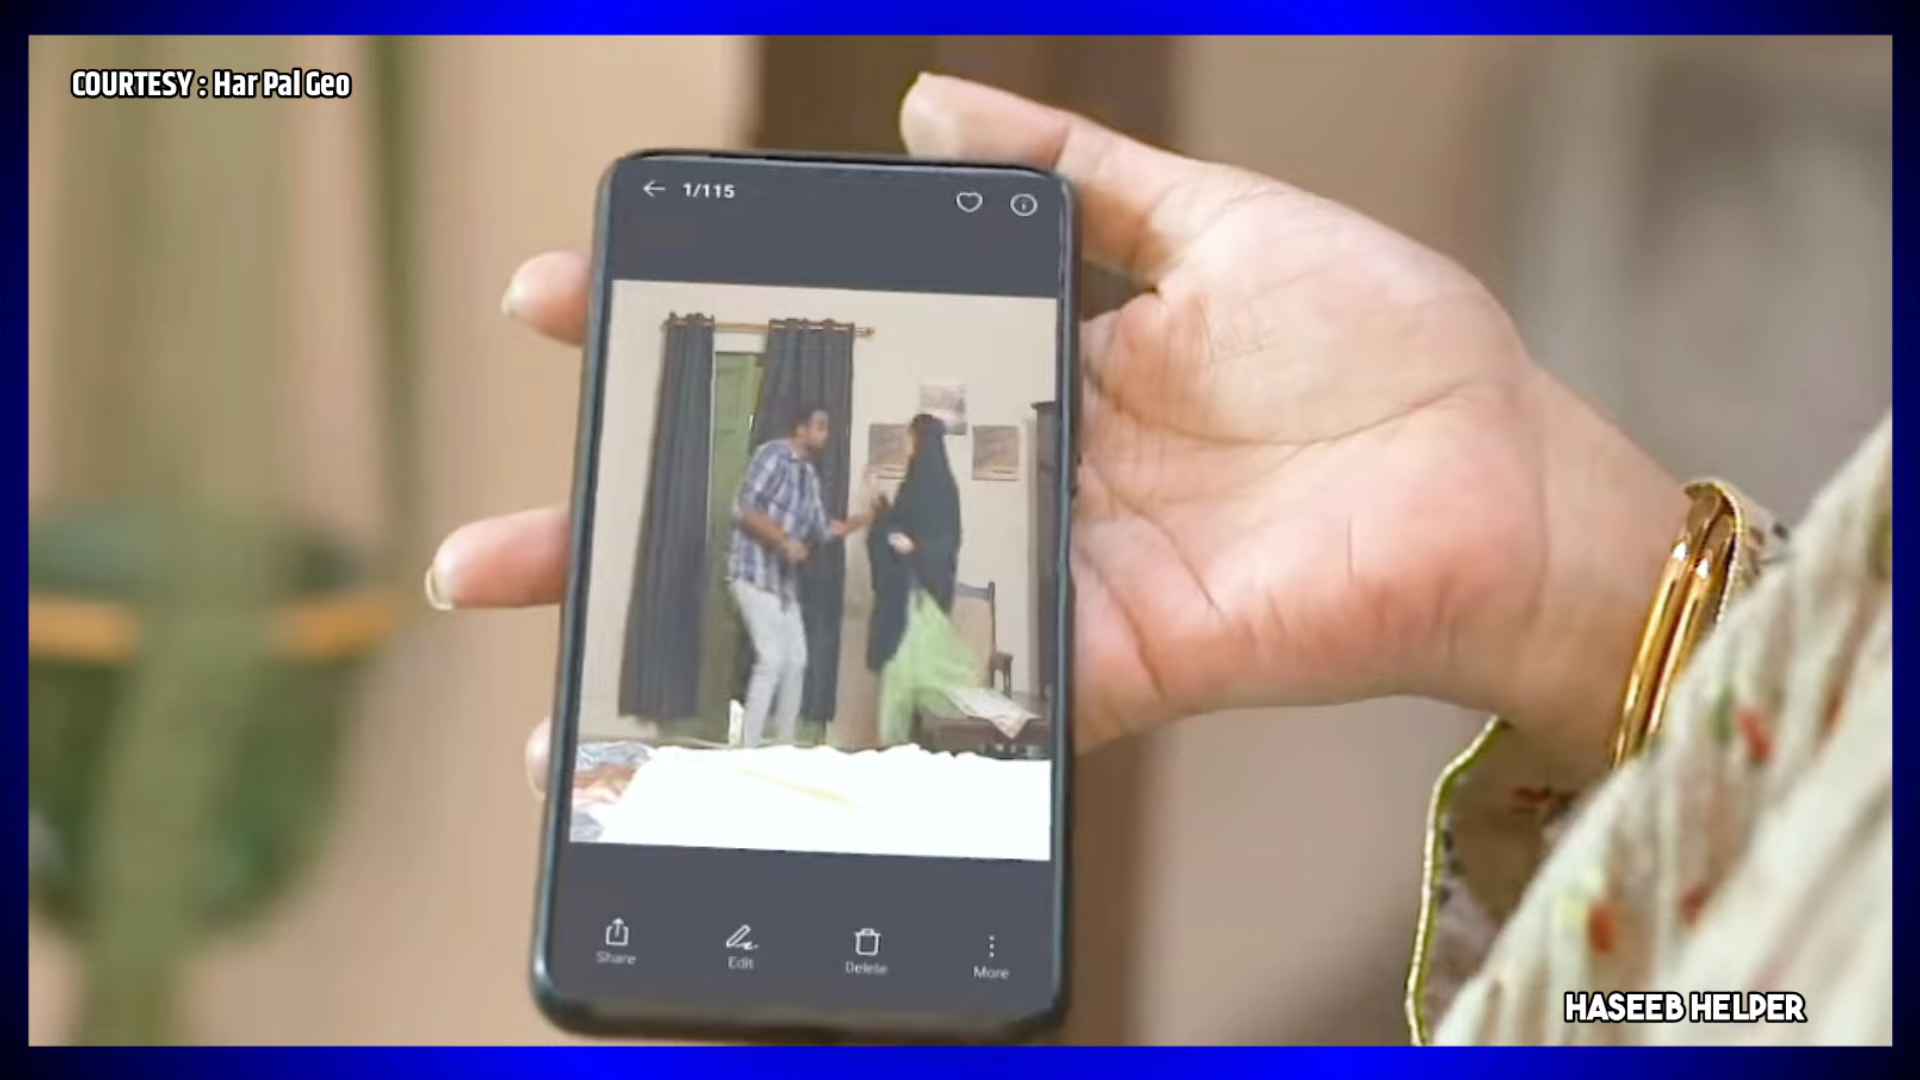 COURTESY : Har Pal Geo
1/115
Share
Edit
Delete
More
HASEEB HELPER